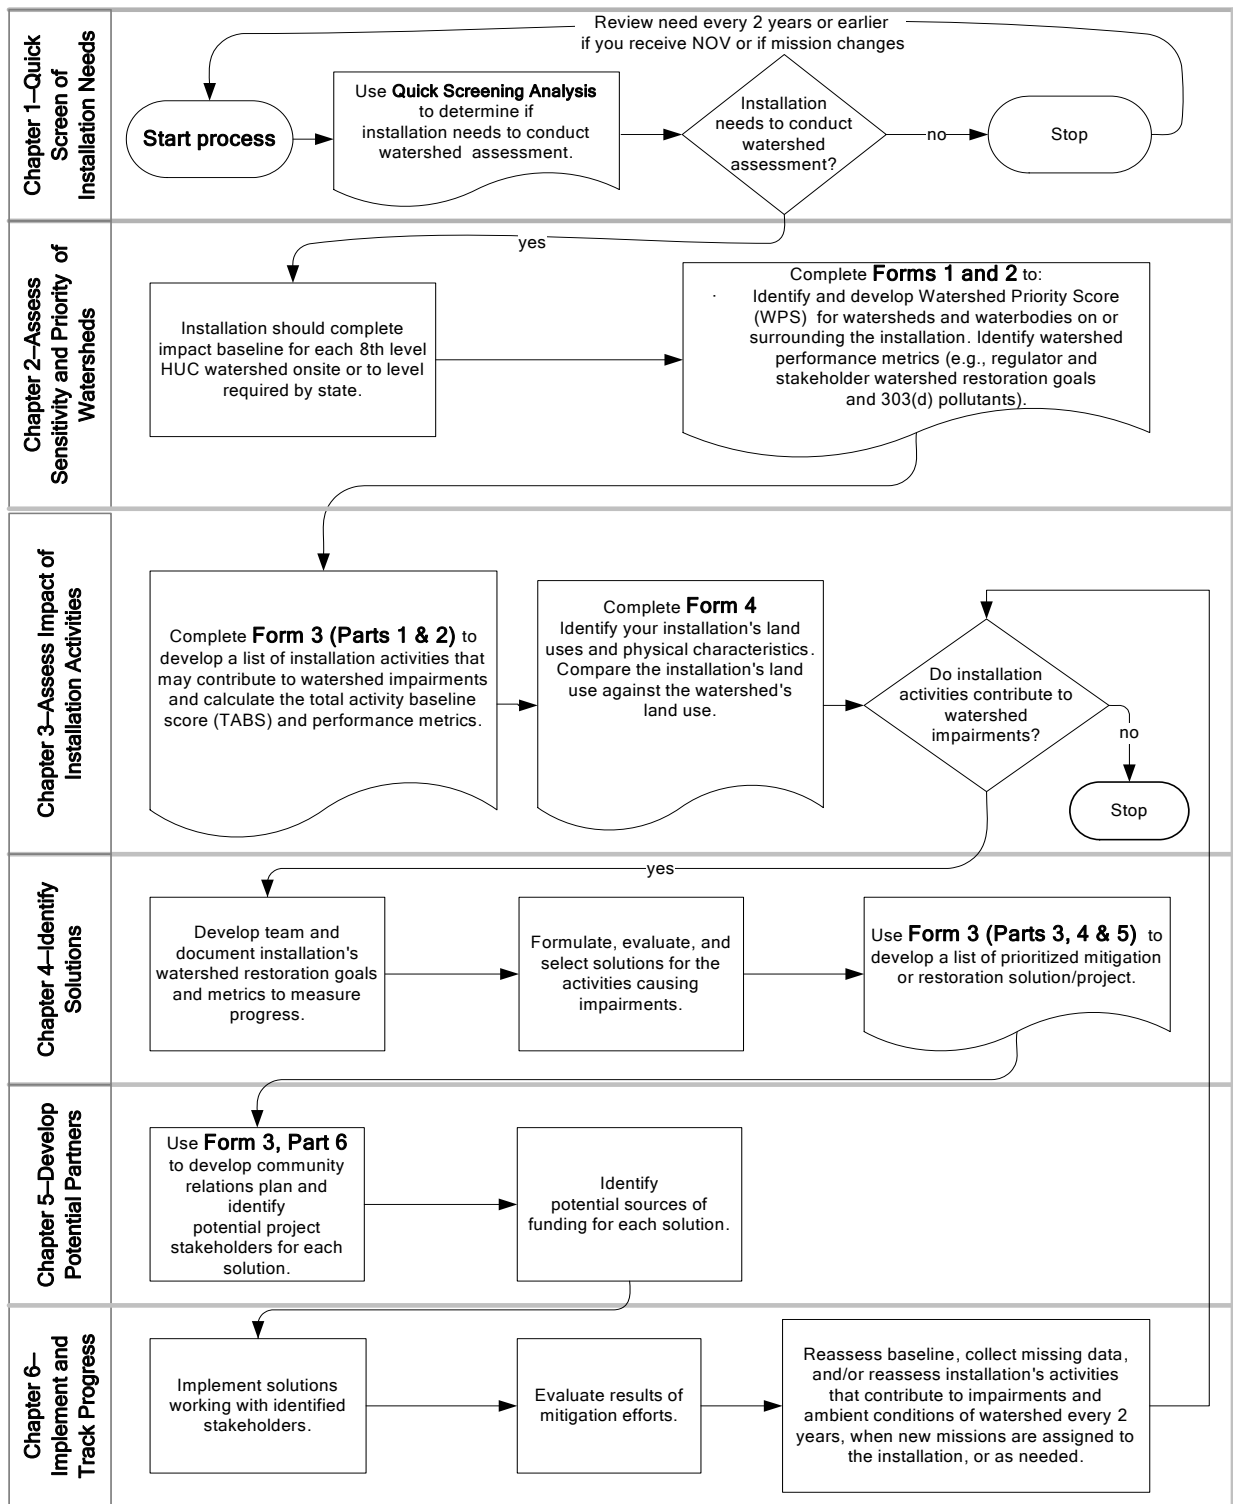 Chapter 1–Quick
Screen of
Installation Needs
Review need every 2 years or earlier
if you receive NOV or if mission changes
Start process
Use Quick Screening Analysis
to determine if
installation needs to conduct
watershed assessment.
Installation
needs to conduct
watershed
assessment?
no
Stop
Chapter 2–Assess
Sensitivity and Priority of
Watersheds
yes
Installation should complete
impact baseline for each 8th level
HUC watershed onsite or to level
required by state.
Complete Forms 1 and 2 to:
· Identify and develop Watershed Priority Score
(WPS) for watersheds and waterbodies on or
surrounding the installation. Identify watershed
performance metrics (e.g., regulator and
stakeholder watershed restoration goals
and 303(d) pollutants).
Chapter 3–Assess Impact of
Installation Activities
Complete Form 3 (Parts 1 & 2) to
develop a list of installation activities that
may contribute to watershed impairments
and calculate the total activity baseline
score (TABS) and performance metrics.
Complete Form 4
Identify your installation's land
uses and physical characteristics.
Compare the installation's land
use against the watershed's
land use.
Do installation
activities contribute to
watershed
impairments?
no
Stop
Chapter 4–Identify
Solutions
yes
Develop team and
document installation's
watershed restoration goals
and metrics to measure
progress.
Formulate, evaluate, and
select solutions for the
activities causing
impairments.
Use Form 3 (Parts 3, 4 & 5) to
develop a list of prioritized mitigation
or restoration solution/project.
Chapter 5–Develop
Potential Partners
Use Form 3, Part 6
to develop community
relations plan and
identify
potential project
stakeholders for each
solution.
Identify
potential sources of
funding for each solution.
Chapter 6–
Implement and
Track Progress
Implement solutions
working with identified
stakeholders.
Evaluate results of
mitigation efforts.
Reassess baseline, collect missing data,
and/or reassess installation's activities
that contribute to impairments and
ambient conditions of watershed every 2
years, when new missions are assigned to
the installation, or as needed.